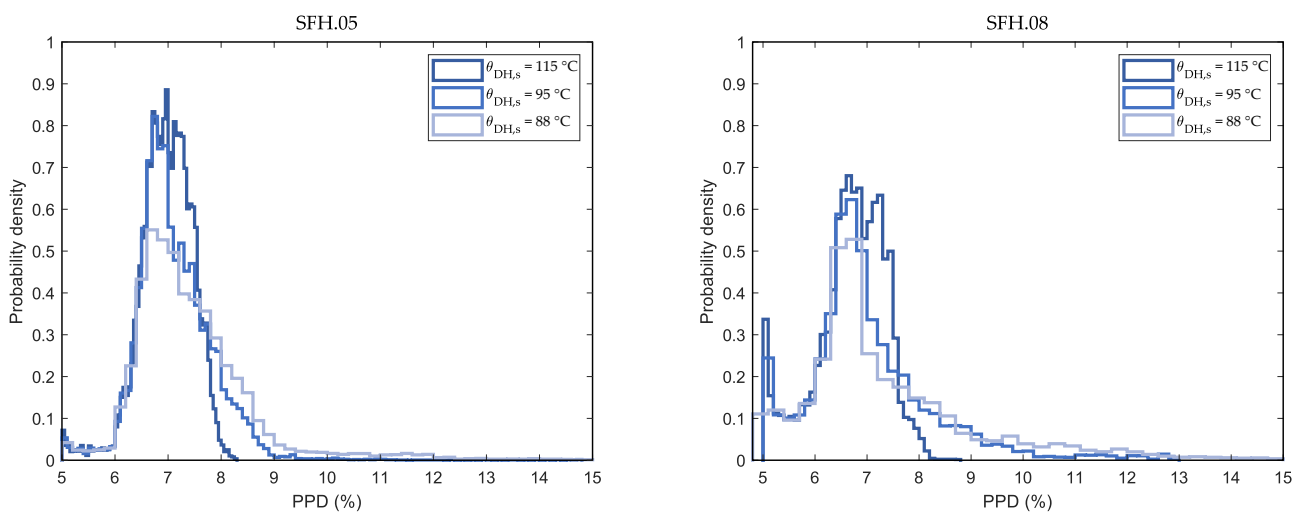 SFH.05
1
0.9
0.8
0.7
0.6
0.5
0.4
0.3
0.2
0.1
0
Probability density
5 6 7 8 9 10 11 12 13 14 15
PPD (%)
θDH,s = 115 °C
θDH,s = 95 °C
θDH,s = 88 °C
SFH.08
1
0.9
0.8
0.7
0.6
0.5
0.4
0.3
0.2
0.1
0
Probability density
5 6 7 8 9 10 11 12 13 14 15
PPD (%)
θDH,s = 115 °C
θDH,s = 95 °C
θDH,s = 88 °C